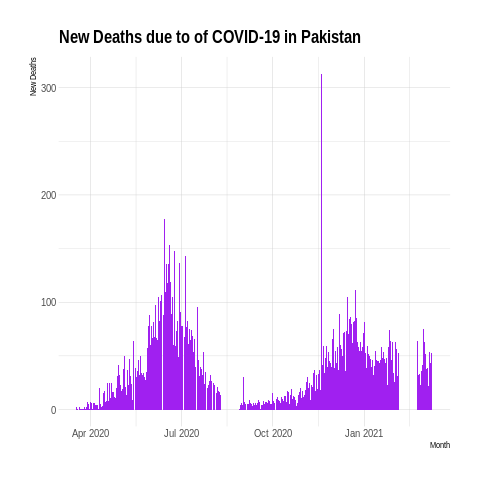 New Deaths due to of COVID-19 in Pakistan
New Deaths
300
200
100
0
Apr 2020 Jul 2020 Oct 2020 Jan 2021
Month